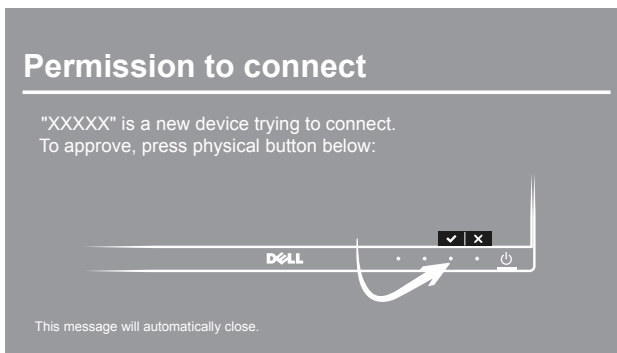 Permission to connect
"XXXXX" is a new device trying to connect.
To approve, press physical button below:
DELL
This message will automatically close.